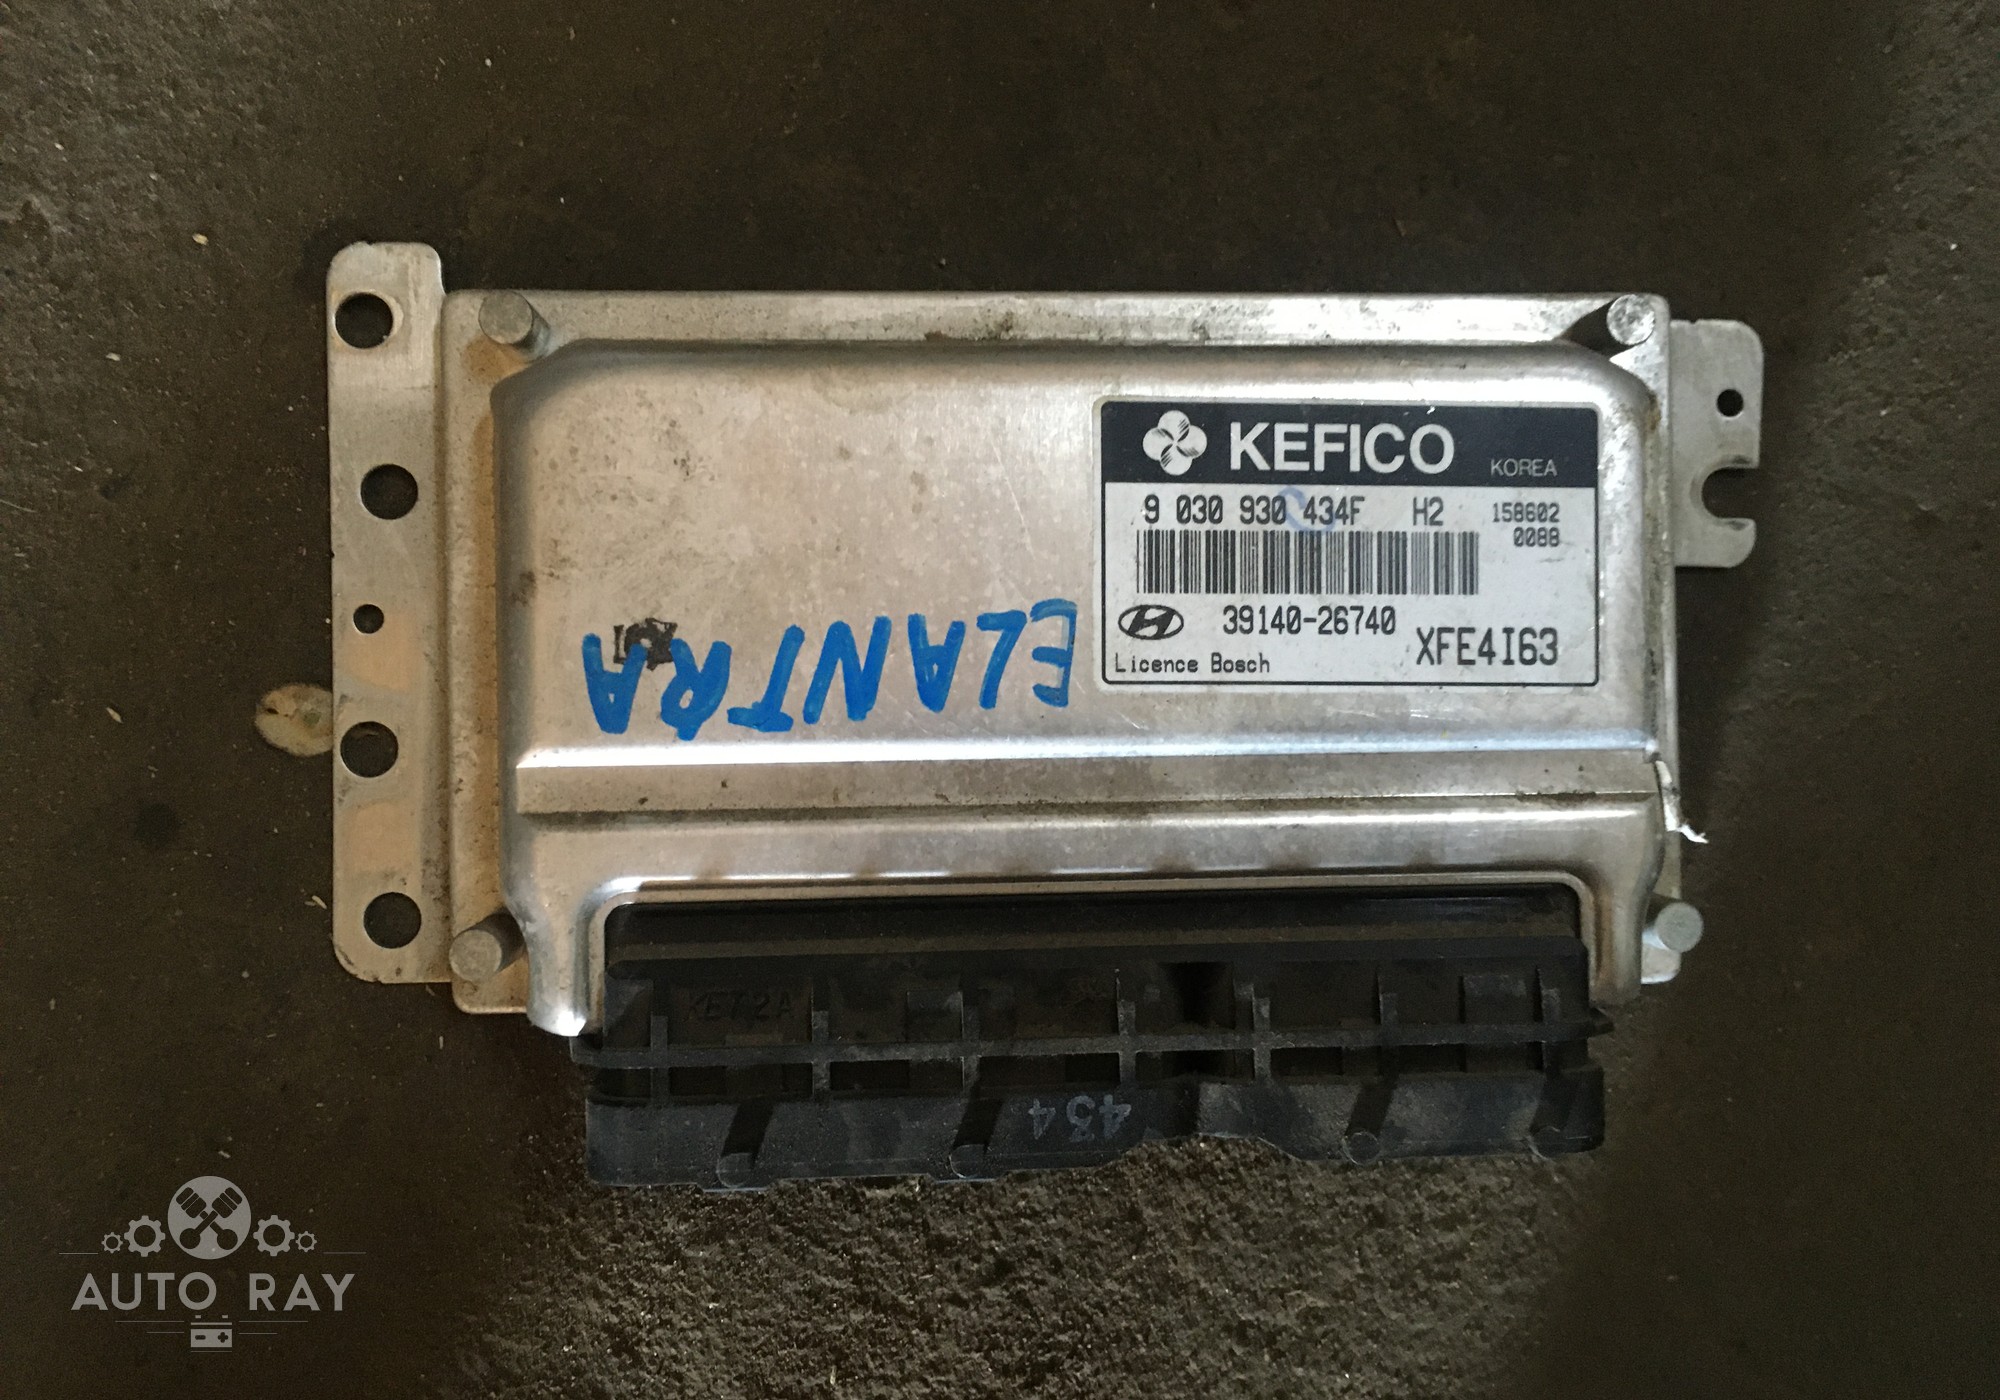 KEFICO KOREA
9 030 930 434F H2 158602
0088
39140-26740
XFE4I63
Licence Bosch
ELANTRA
KET2A
434
AUTO RAY